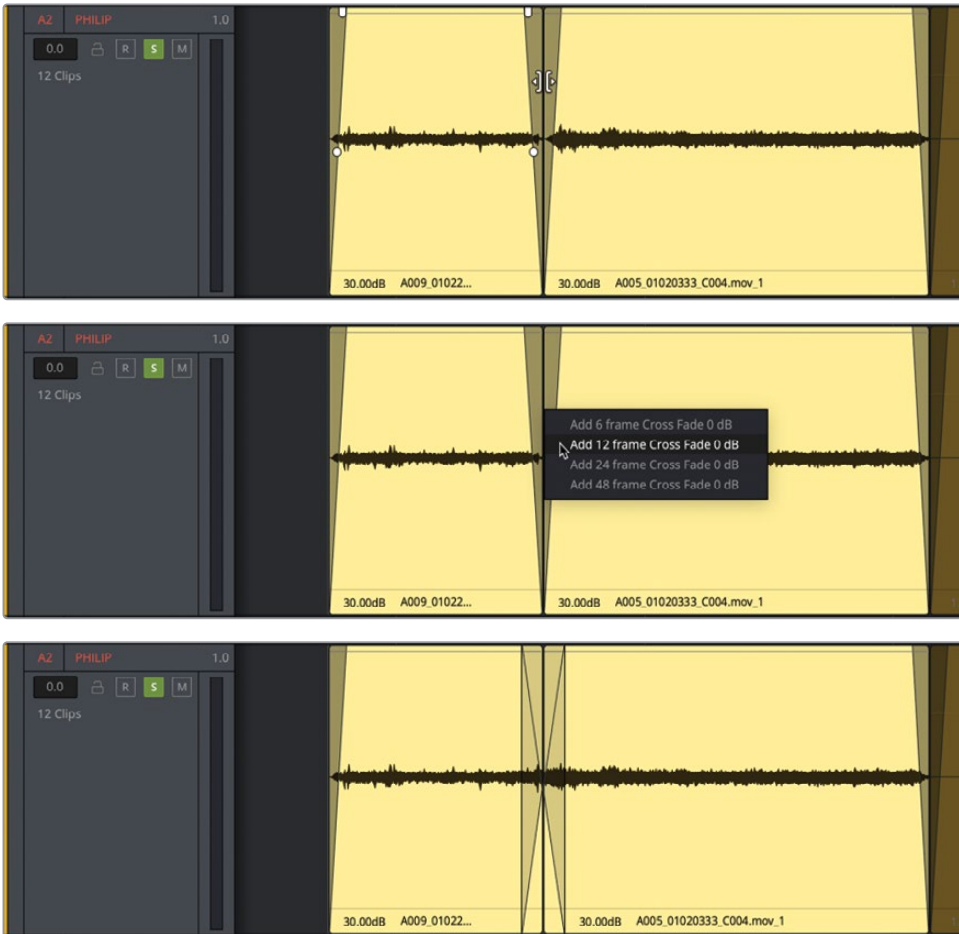 A2 PHILIP 1.0
0.0 R S M
12 Clips
30.00dB A009_01022... 30.00dB A005_01020333_C004.mov_1
A2 PHILIP 1.0
0.0 R S M
12 Clips
Add 6 frame Cross Fade 0 dB
Add 12 frame Cross Fade 0 dB
Add 24 frame Cross Fade 0 dB
Add 48 frame Cross Fade 0 dB
30.00dB A009_01022... 30.00dB A005_01020333_C004.mov_1
A2 PHILIP 1.0
0.0 R S M
12 Clips
30.00dB A009_01022... 30.00dB A005_01020333_C004.mov_1